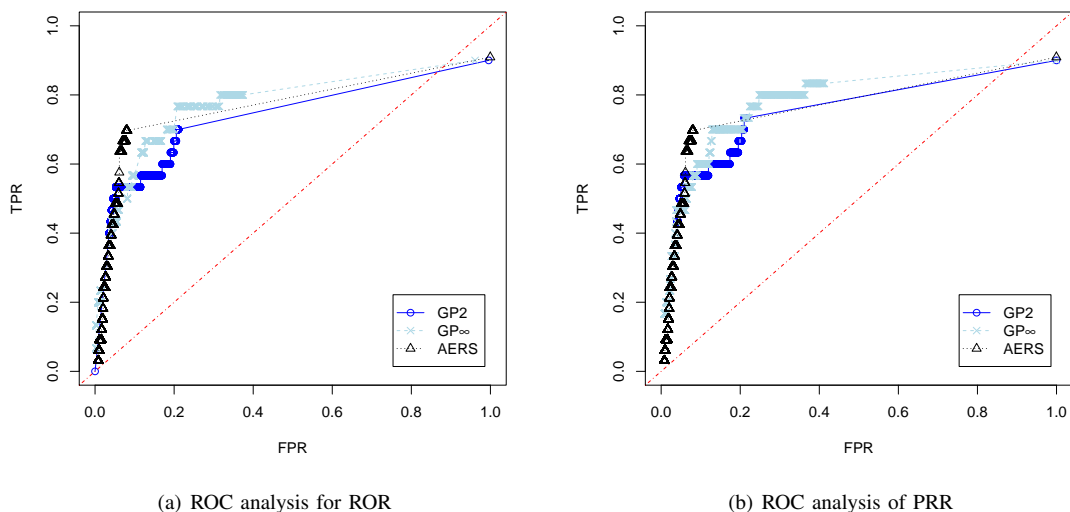 1.0
0.8
0.6
0.4
0.2
0.0
TPR
GP2
GP∞
AERS
0.0 0.2 0.4 0.6 0.8 1.0
FPR
(a) ROC analysis for ROR
1.0
0.8
0.6
0.4
0.2
0.0
TPR
GP2
GP∞
AERS
0.0 0.2 0.4 0.6 0.8 1.0
FPR
(b) ROC analysis of PRR